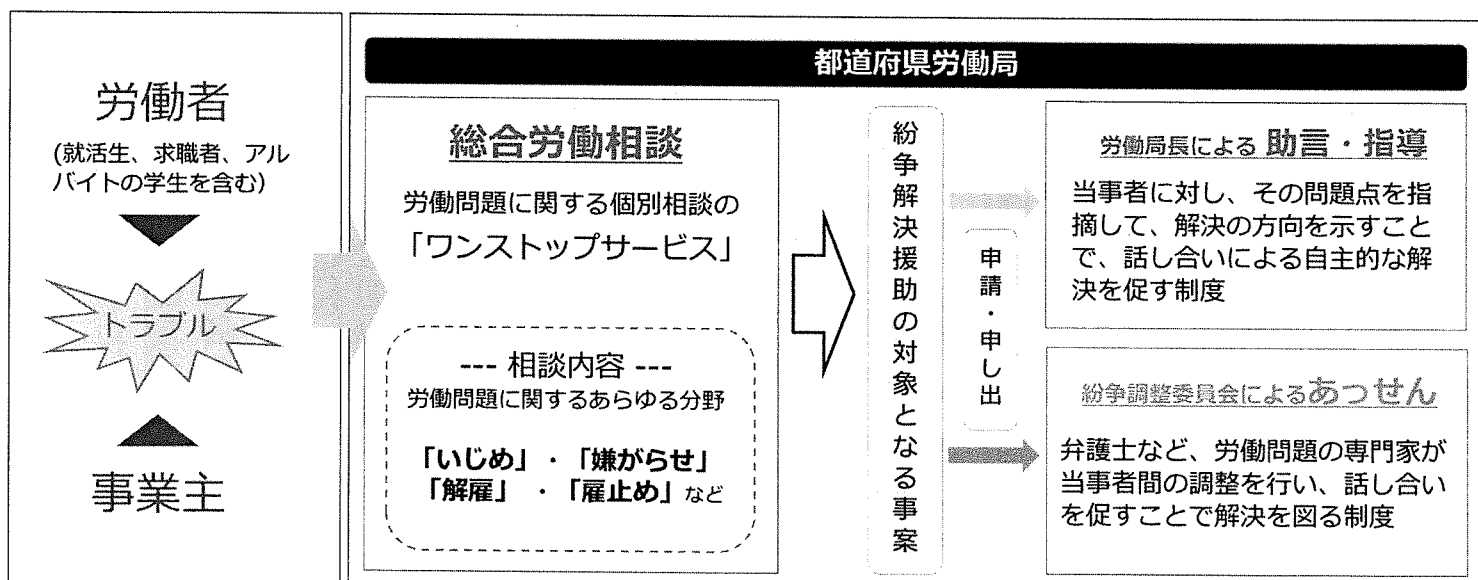 都道府県労働局
労働者
(就活生、求職者、アル
バイトの学生を含む)
トラブル
事業主
総合労働相談
労働問題に関する個別相談の
「ワンストップサービス」
--- 相談内容 ---
労働問題に関するあらゆる分野
「いじめ」・「嫌がらせ」
「解雇」・「雇止め」など
紛争解決援助の対象となる事案
申請・申し出
労働局長による 助言・指導
当事者に対し、その問題点を指
摘して、解決の方向を示すこと
で、話し合いによる自主的な解
決を促す制度
紛争調整委員会によるあっせん
弁護士など、労働問題の専門家が
当事者間の調整を行い、話し合い
を促すことで解決を図る制度